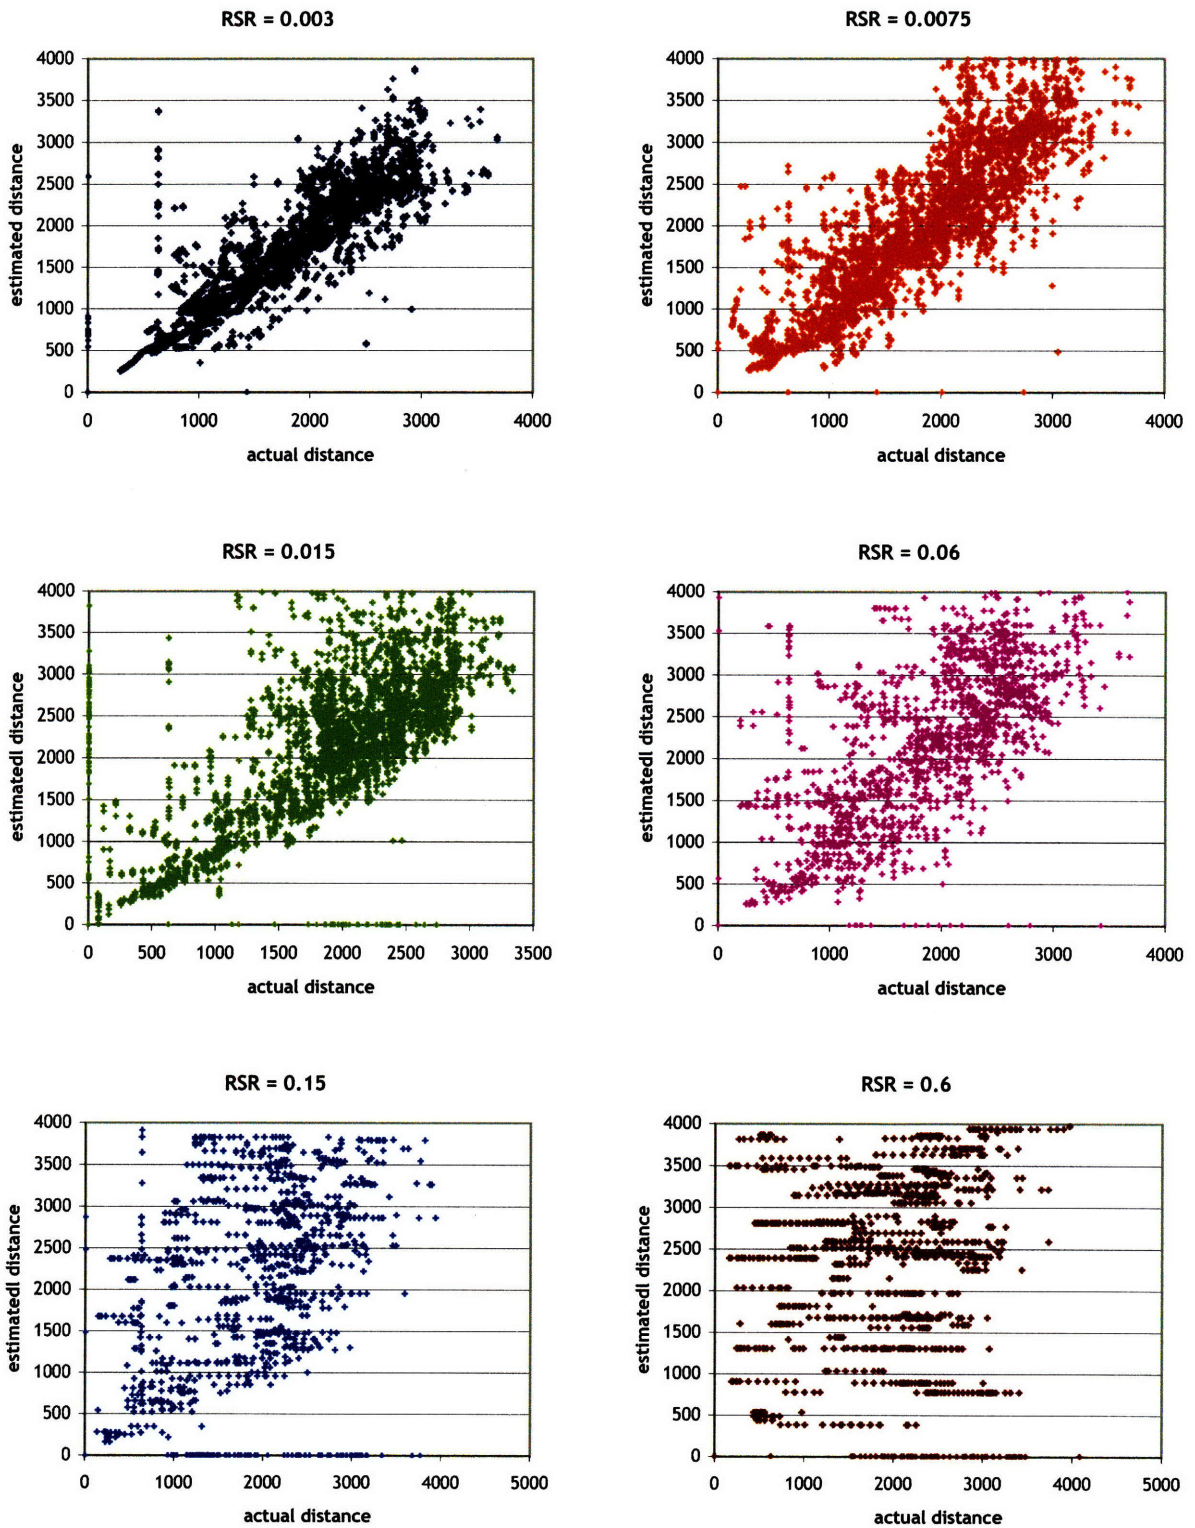 RSR = 0.003
4000
3500
3000
2500
2000
1500
1000
500
0
estimated distance
0 1000 2000 3000 4000
actual distance
RSR = 0.0075
4000
3500
3000
2500
2000
1500
1000
500
0
estimated distance
0 1000 2000 3000 4000
actual distance
RSR = 0.015
4000
3500
3000
2500
2000
1500
1000
500
0
estimatedl distance
0 500 1000 1500 2000 2500 3000 3500
actual distance
RSR = 0.06
4000
3500
3000
2500
2000
1500
1000
500
0
estimatedl distance
0 1000 2000 3000 4000
actual distance
RSR = 0.15
4000
3500
3000
2500
2000
1500
1000
500
0
estimatedl distance
0 1000 2000 3000 4000 5000
actual distance
RSR = 0.6
4000
3500
3000
2500
2000
1500
1000
500
0
estimatedl distance
0 1000 2000 3000 4000 5000
actual distance